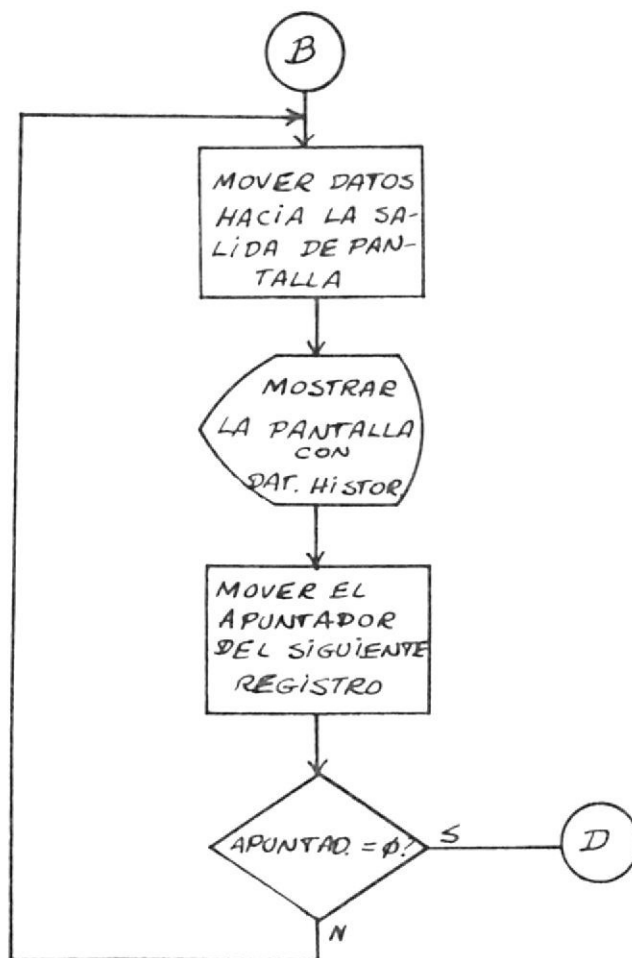 B
MOVER DATOS
HACIA LA SA-
LIDA DE PAN-
TALLA
MOSTRAR
LA PANTALLA
CON
DAT. HISTOR.
MOVER EL
APUNTADOR
DEL SIGUIENTE
REGISTRO
APUNTAD. = ø?
S
D
N